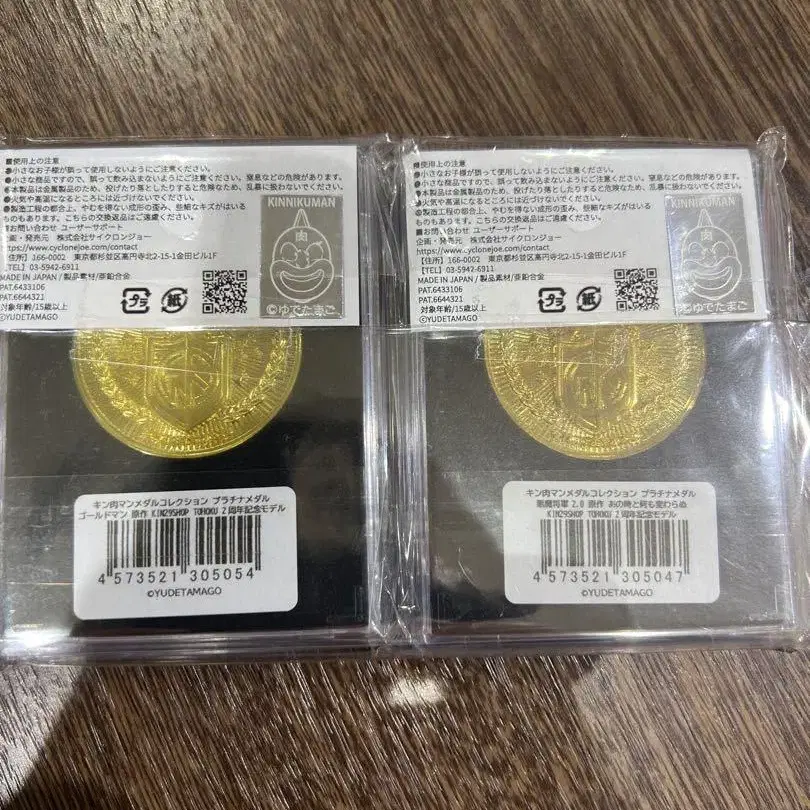 ■使用上の注意
●小さなお子様が誤って使用しないようにご注意ください。
●小さな商品ですので、誤って飲み込まないようにご注意ください。窒息などの危険があります。
●本製品は金属製品のため、投げたり落としたりすると危険なため、乱暴に扱わないでください。
●火気や高温になるところには近づけないでください。
●製造工程の都合上、やむを得ない成形の歪み、些細なキズがはいる
ものもあります。こちらの交換返品はご遠慮ください。
■お問い合わせ ユーザーサポート
企画・発売元 株式会社サイクロンジョー
https://www.cyclonejoe.com/contact
【住所】 166-0002 東京都杉並区高円寺北2-15-1金田ビル1F
【TEL】 03-5942-6911
MADE IN JAPAN / 製品素材/亜鉛合金
PAT.6433106
PAT.6644321
対象年齢/15歳以上
©YUDETAMAGO
プラ
紙
KINNIKUMAN
肉
©ゆでたまご
キン肉マンメダルコレクション プラチナメダル
ゴールドマン 原作 KIN29SHOP TOHOKU 2周年記念モデル
4 573521 305054
©YUDETAMAGO
■使用上の注意
●小さなお子様が誤って使用しないようにご注意ください。
●小さな商品ですので、誤って飲み込まないようにご注意ください。窒息などの危険があります。
●本製品は金属製品のため、投げたり落としたりすると危険なため、乱暴に扱わないでください。
●火気や高温になるところには近づけないでください。
●製造工程の都合上、やむを得ない成形の歪み、些細なキズがはいる
ものもあります。こちらの交換返品はご遠慮ください。
■お問い合わせ ユーザーサポート
企画・発売元 株式会社サイクロンジョー
https://www.cyclonejoe.com/contact
【住所】 166-0002 東京都杉並区高円寺北2-15-1金田ビル1F
【TEL】 03-5942-6911
MADE IN JAPAN / 製品素材/亜鉛合金
PAT.6433106
PAT.6644321
対象年齢/15歳以上
©YUDETAMAGO
プラ
紙
KINNIKUMAN
肉
©ゆでたまご
キン肉マンメダルコレクション プラチナメダル
悪魔将軍 2.0 原作 あの時と何も変わらぬ
KIN29SHOP TOHOKU 2周年記念モデル
4 573521 305047
©YUDETAMAGO